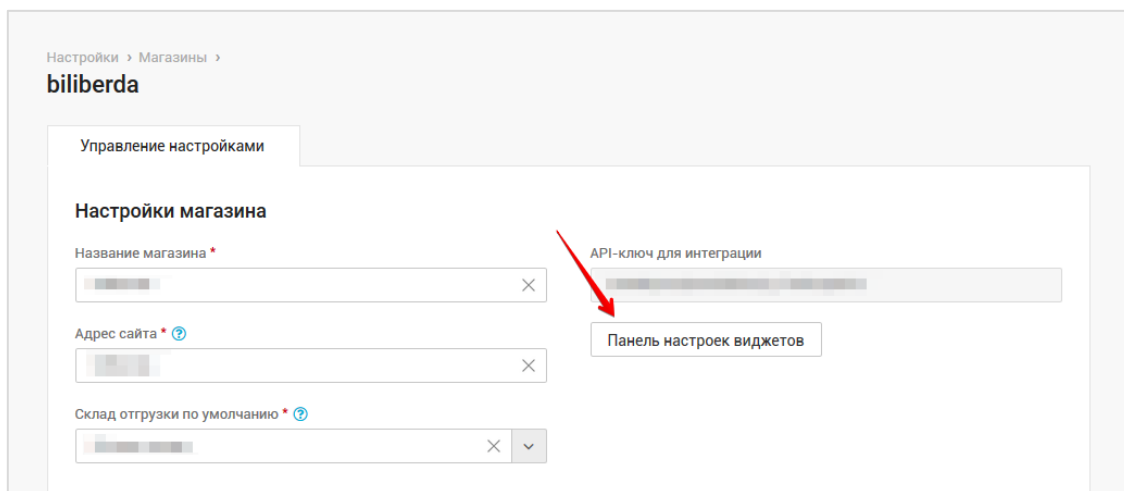 Настройки › Магазины ›
biliberda
Управление настройками
Настройки магазина
Название магазина *
API-ключ для интеграции
Адрес сайта * ?
Панель настроек виджетов
Склад отгрузки по умолчанию * ?